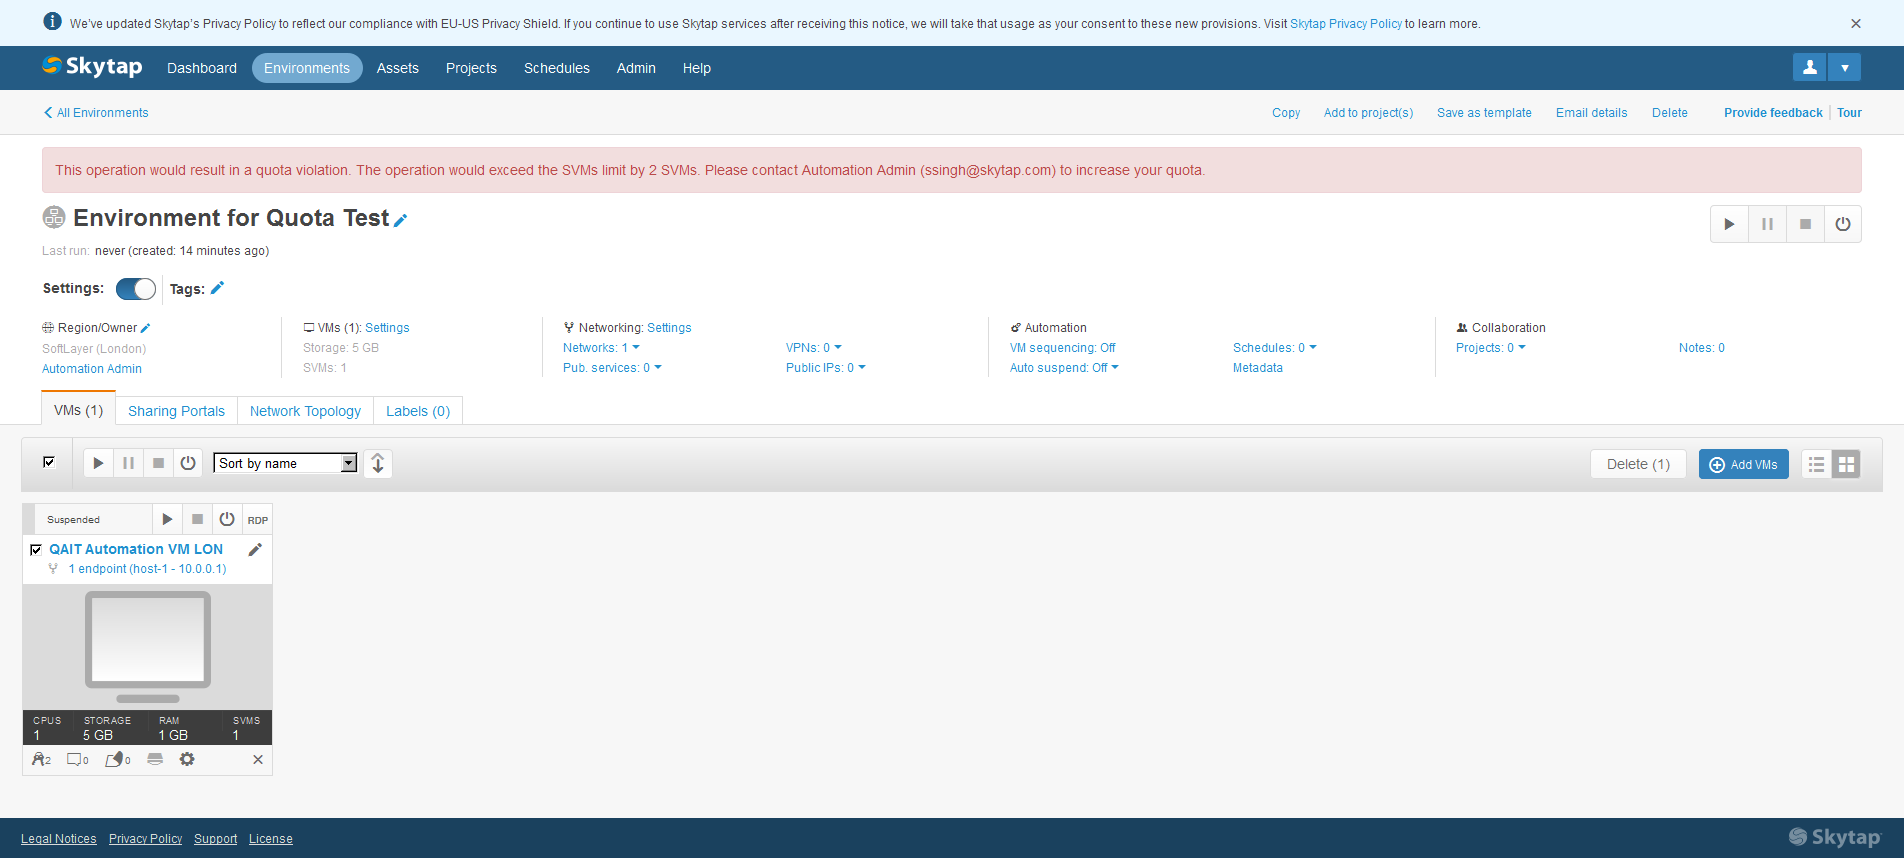 We've updated Skytap's Privacy Policy to reflect our compliance with EU-US Privacy Shield. If you continue to use Skytap services after receiving this notice, we will take that usage as your consent to these new provisions. Visit Skytap Privacy Policy to learn more.
Skytap Dashboard Environments Assets Projects Schedules Admin Help
All Environments Copy Add to project(s) Save as template Email details Delete Provide feedback Tour
This operation would result in a quota violation. The operation would exceed the SVMs limit by 2 SVMs. Please contact Automation Admin (ssingh@skytap.com) to increase your quota.
Environment for Quota Test
Last run: never (created: 14 minutes ago)
Settings: Tags:
Region/Owner VMs (1): Settings Networking: Settings Automation Collaboration
SoftLayer (London) Storage: 5 GB Networks: 1 VPNs: 0 VM sequencing: Off Schedules: 0 Projects: 0 Notes: 0
Automation Admin SVMs: 1 Pub. services: 0 Public IPs: 0 Auto suspend: Off Metadata
VMs (1) Sharing Portals Network Topology Labels (0)
Sort by name Delete (1) Add VMs
Suspended RDP
QAIT Automation VM LON
1 endpoint (host-1 - 10.0.0.1)
CPUS STORAGE RAM SVMS
1 5 GB 1 GB 1
2 0 0
Legal Notices Privacy Policy Support License Skytap